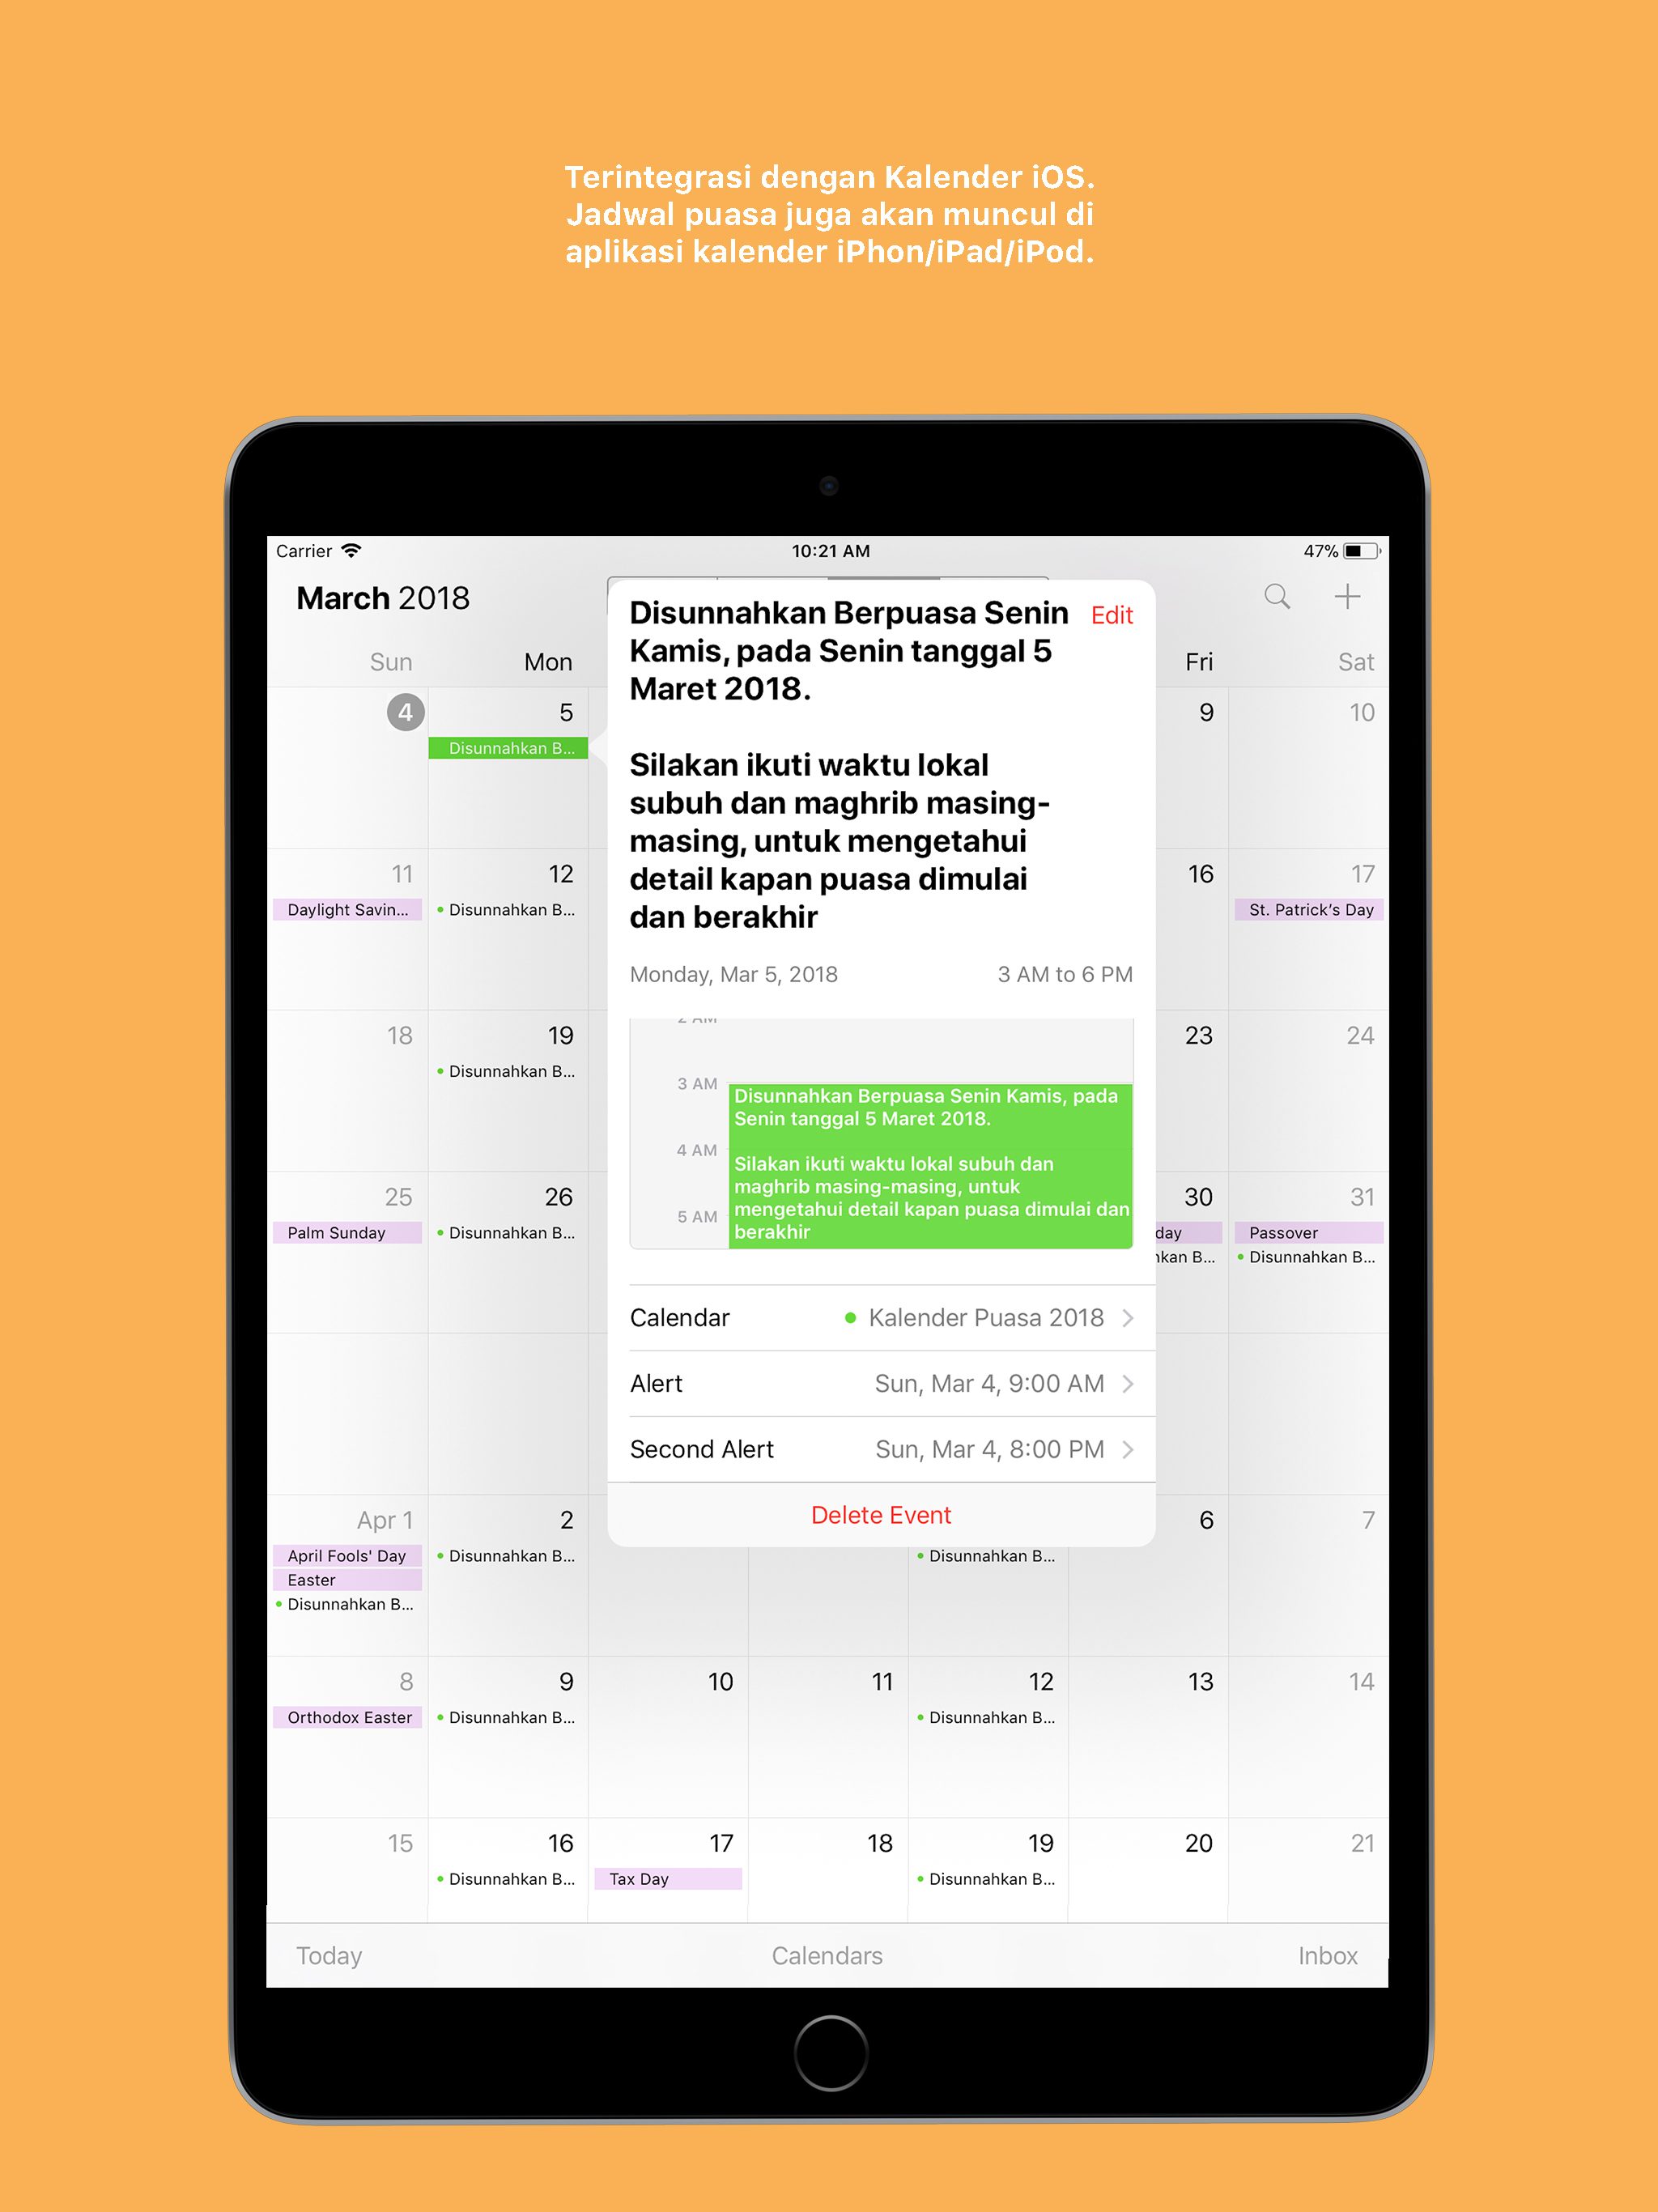 Terintegrasi dengan Kalender iOS.
Jadwal puasa juga akan muncul di
aplikasi kalender iPhon/iPad/iPod.
Carrier
10:21 AM
47%
March 2018
Sun
Mon
Fri
Sat
4
5
9
10
Disunnahkan B...
Disunnahkan Berpuasa Senin
Kamis, pada Senin tanggal 5
Maret 2018.
Edit
Silakan ikuti waktu lokal
subuh dan maghrib masing-
masing, untuk mengetahui
detail kapan puasa dimulai
dan berakhir
Monday, Mar 5, 2018
3 AM to 6 PM
2 AM
3 AM
4 AM
5 AM
Disunnahkan Berpuasa Senin Kamis, pada
Senin tanggal 5 Maret 2018.
Silakan ikuti waktu lokal subuh dan
maghrib masing-masing, untuk
mengetahui detail kapan puasa dimulai dan
berakhir
Calendar
Kalender Puasa 2018
Alert
Sun, Mar 4, 9:00 AM
Second Alert
Sun, Mar 4, 8:00 PM
Delete Event
11
12
16
17
Daylight Savin...
Disunnahkan B...
St. Patrick's Day
18
19
23
24
Disunnahkan B...
25
26
30
31
Palm Sunday
Disunnahkan B...
day
Passover
nkan B...
Disunnahkan B...
Apr 1
2
6
7
April Fools' Day
Disunnahkan B...
Disunnahkan B...
Easter
Disunnahkan B...
8
9
10
11
12
13
14
Orthodox Easter
Disunnahkan B...
Disunnahkan B...
15
16
17
18
19
20
21
Disunnahkan B...
Tax Day
Disunnahkan B...
Today
Calendars
Inbox